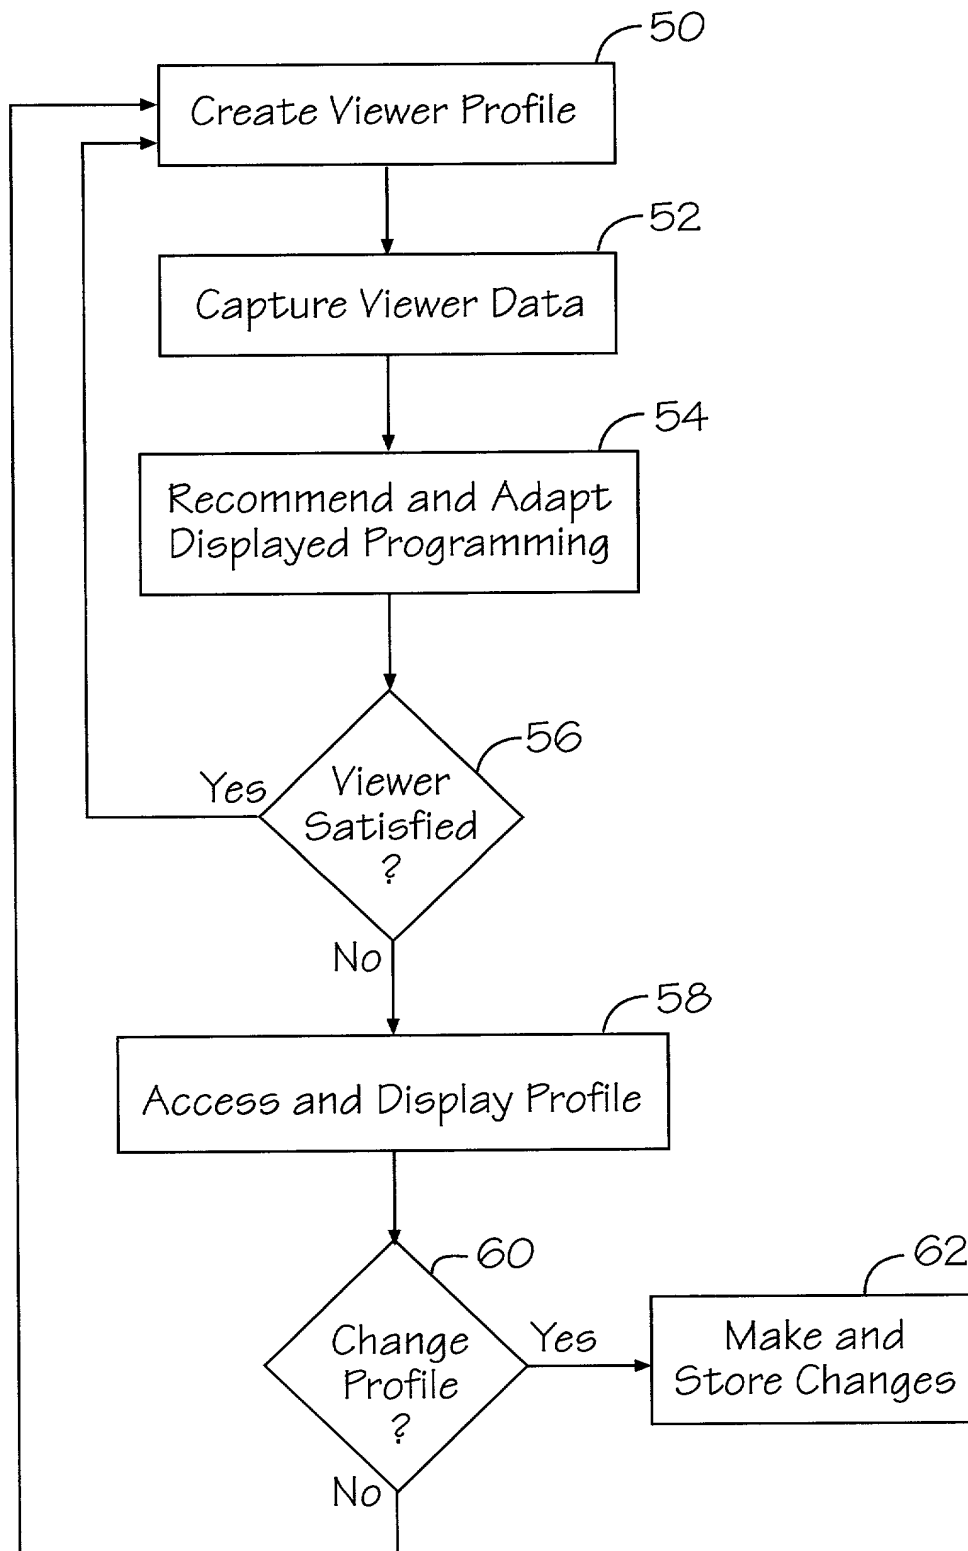 50
Create Viewer Profile
52
Capture Viewer Data
54
Recommend and Adapt
Displayed Programming
56
Yes
Viewer
Satisfied
?
No
58
Access and Display Profile
60
62
Change
Profile
?
Yes
Make and
Store Changes
No